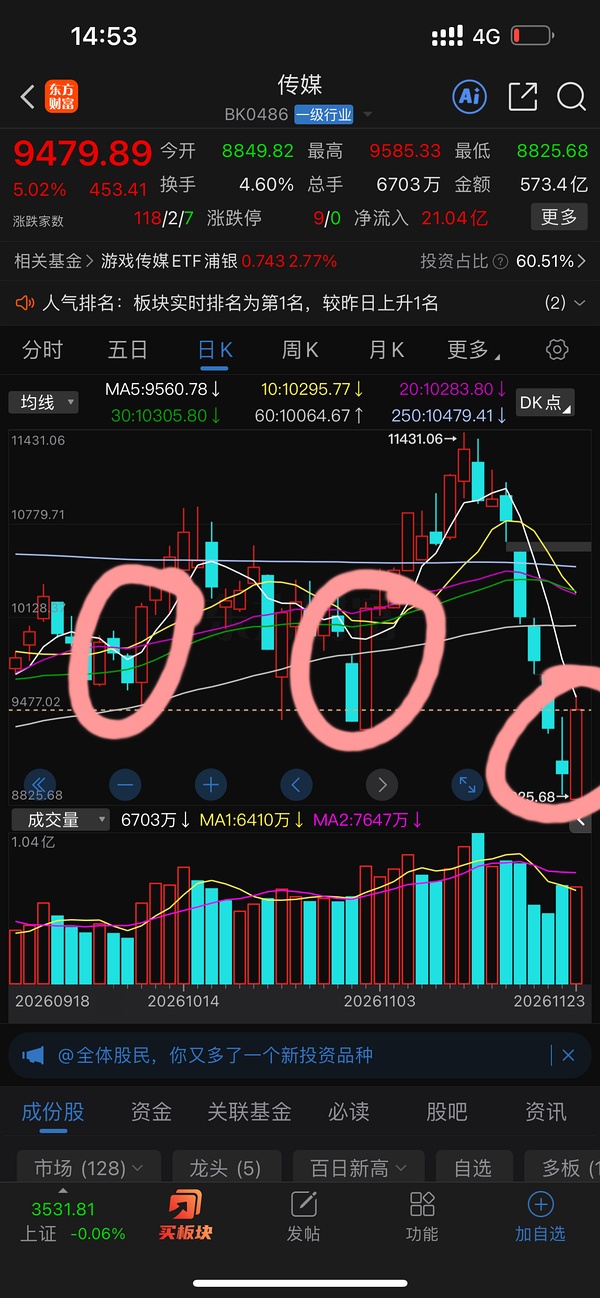 14:53 4G
东方财富 传媒 Ai
BK0486 一级行业
9479.89 今开 8849.82 最高 9585.33 最低 8825.68
5.02% 453.41 换手 4.60% 总手 6703万 金额 573.4亿
涨跌家数 118/2/7 涨跌停 9/0 净流入 21.04亿 更多
相关基金 游戏传媒ETF浦银 0.743 2.77% 投资占比 ? 60.51%
人气排名：板块实时排名为第1名，较昨日上升1名 (2)
分时 五日 日K 周K 月K 更多
均线 MA5:9560.78↓ 10:10295.77↓ 20:10283.80↓ DK点
30:10305.80↓ 60:10064.67↑ 250:10479.41↓
11431.06 11431.06→
10779.71
10128.37
9477.02
8825.68 25.68→
成交量 6703万↓ MA1:6410万↓ MA2:7647万↓
1.04亿
20260918 20261014 20261103 20261123
@全体股民，你又多了一个新投资品种
成份股 资金 关联基金 必读 股吧 资讯
市场 (128) 龙头 (5) 百日新高 自选 多板 (1
3531.81
上证 -0.06% 买板块 发帖 功能 加自选